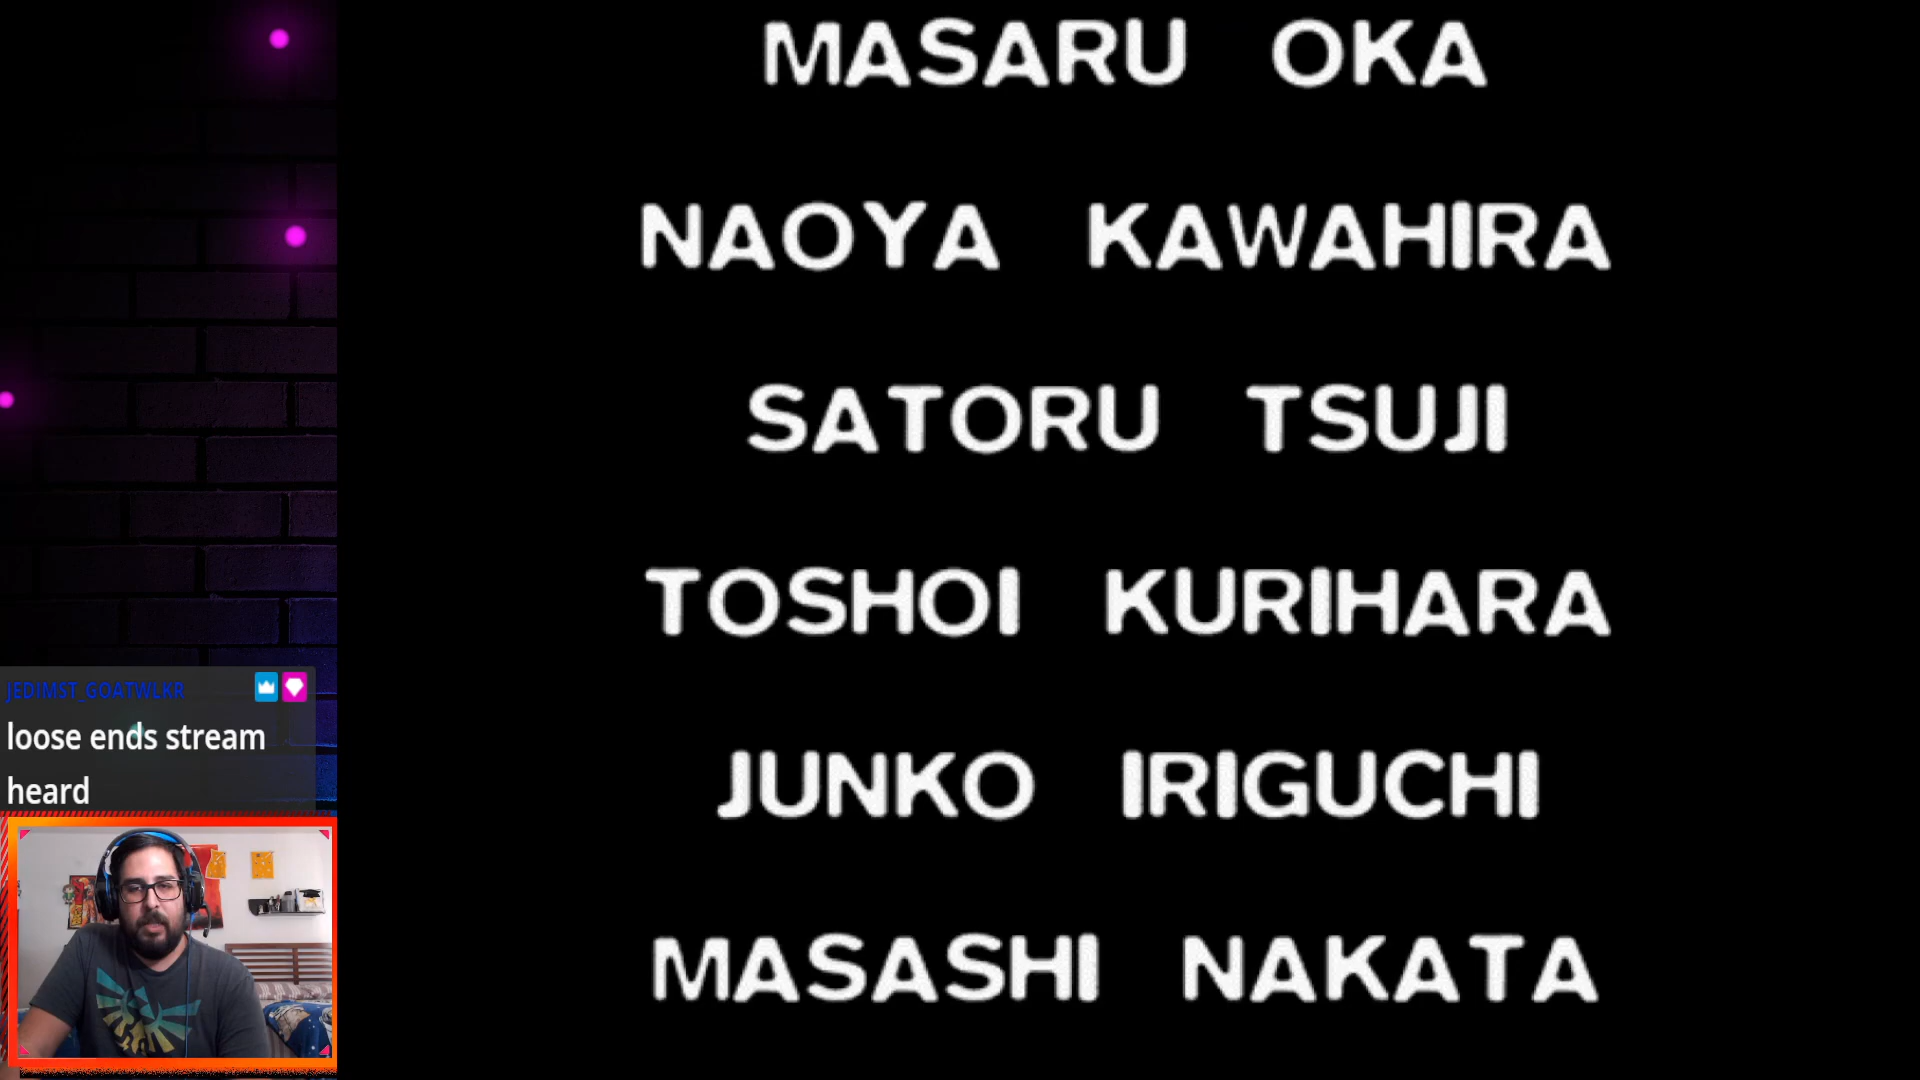 MASARU OKA
NAOYA KAWAHIRA
SATORU TSUJI
TOSHOI KURIHARA
JUNKO IRIGUCHI
MASASHI NAKATA
JEDIMST_GOATWLKR
loose ends stream
heard